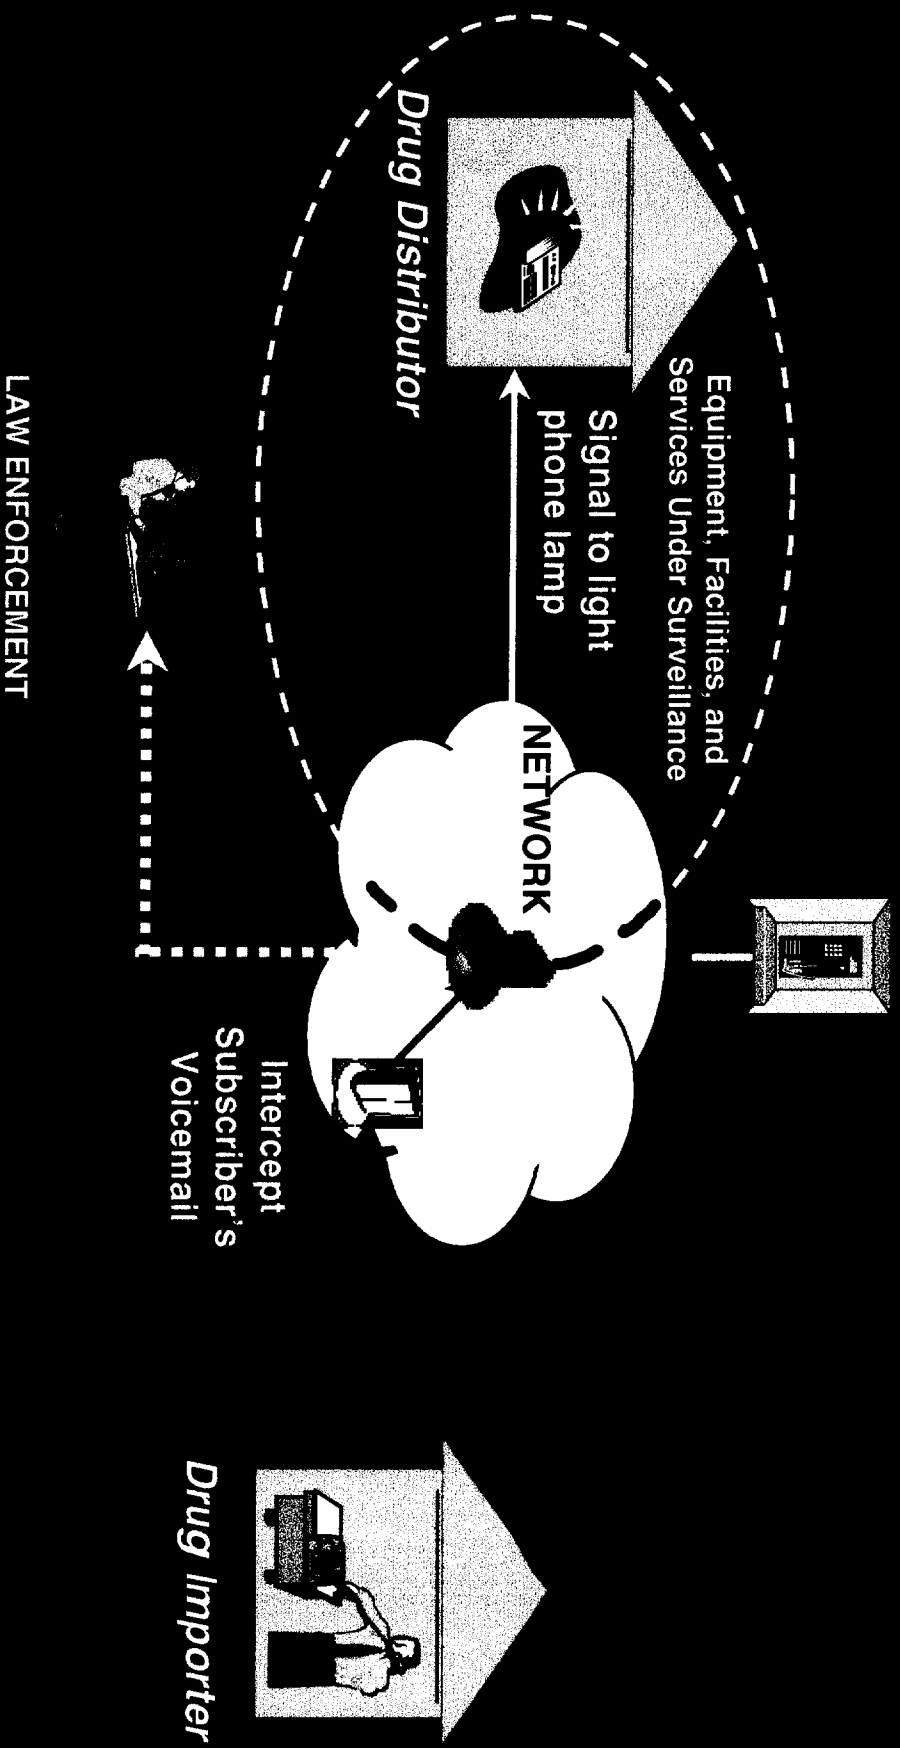 Equipment, Facilities, and
Services Under Surveillance
Signal to light
phone lamp
NETWORK
Drug Distributor
Intercept
Subscriber's
Voicemail
Drug Importer
LAW ENFORCEMENT